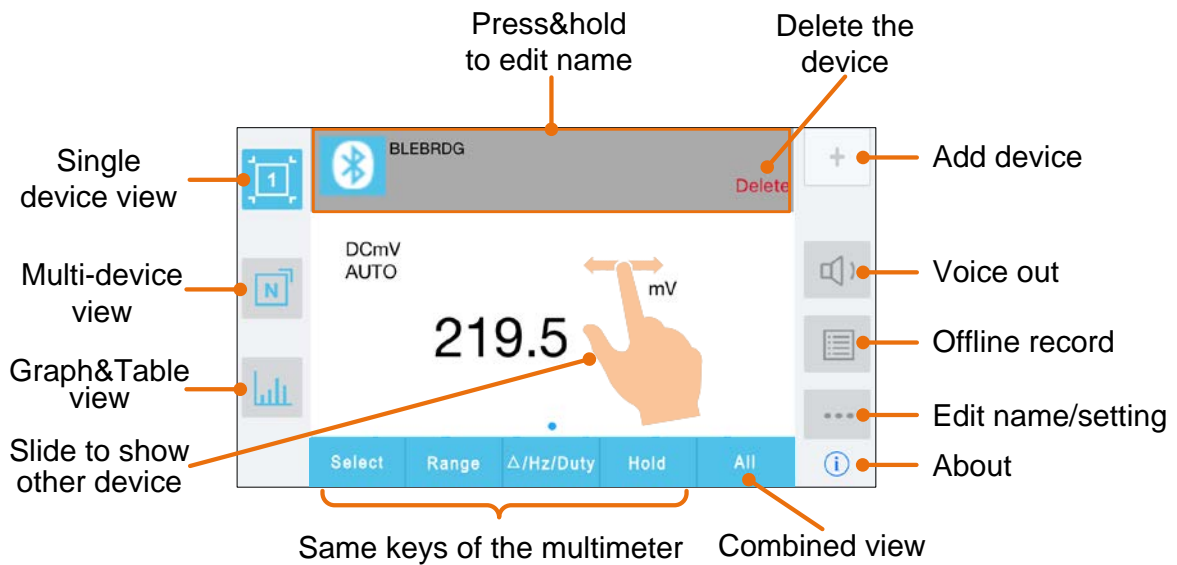 Press&hold
to edit name
Delete the
device
Single
device view
1
BLEBRDG
Delete
+
Add device
Multi-device
view
N
DCmV
AUTO
mV
219.5
Voice out
Offline record
Graph&Table
view
Edit name/setting
Slide to show
other device
Select Range Δ/Hz/Duty Hold All
i
About
Same keys of the multimeter
Combined view